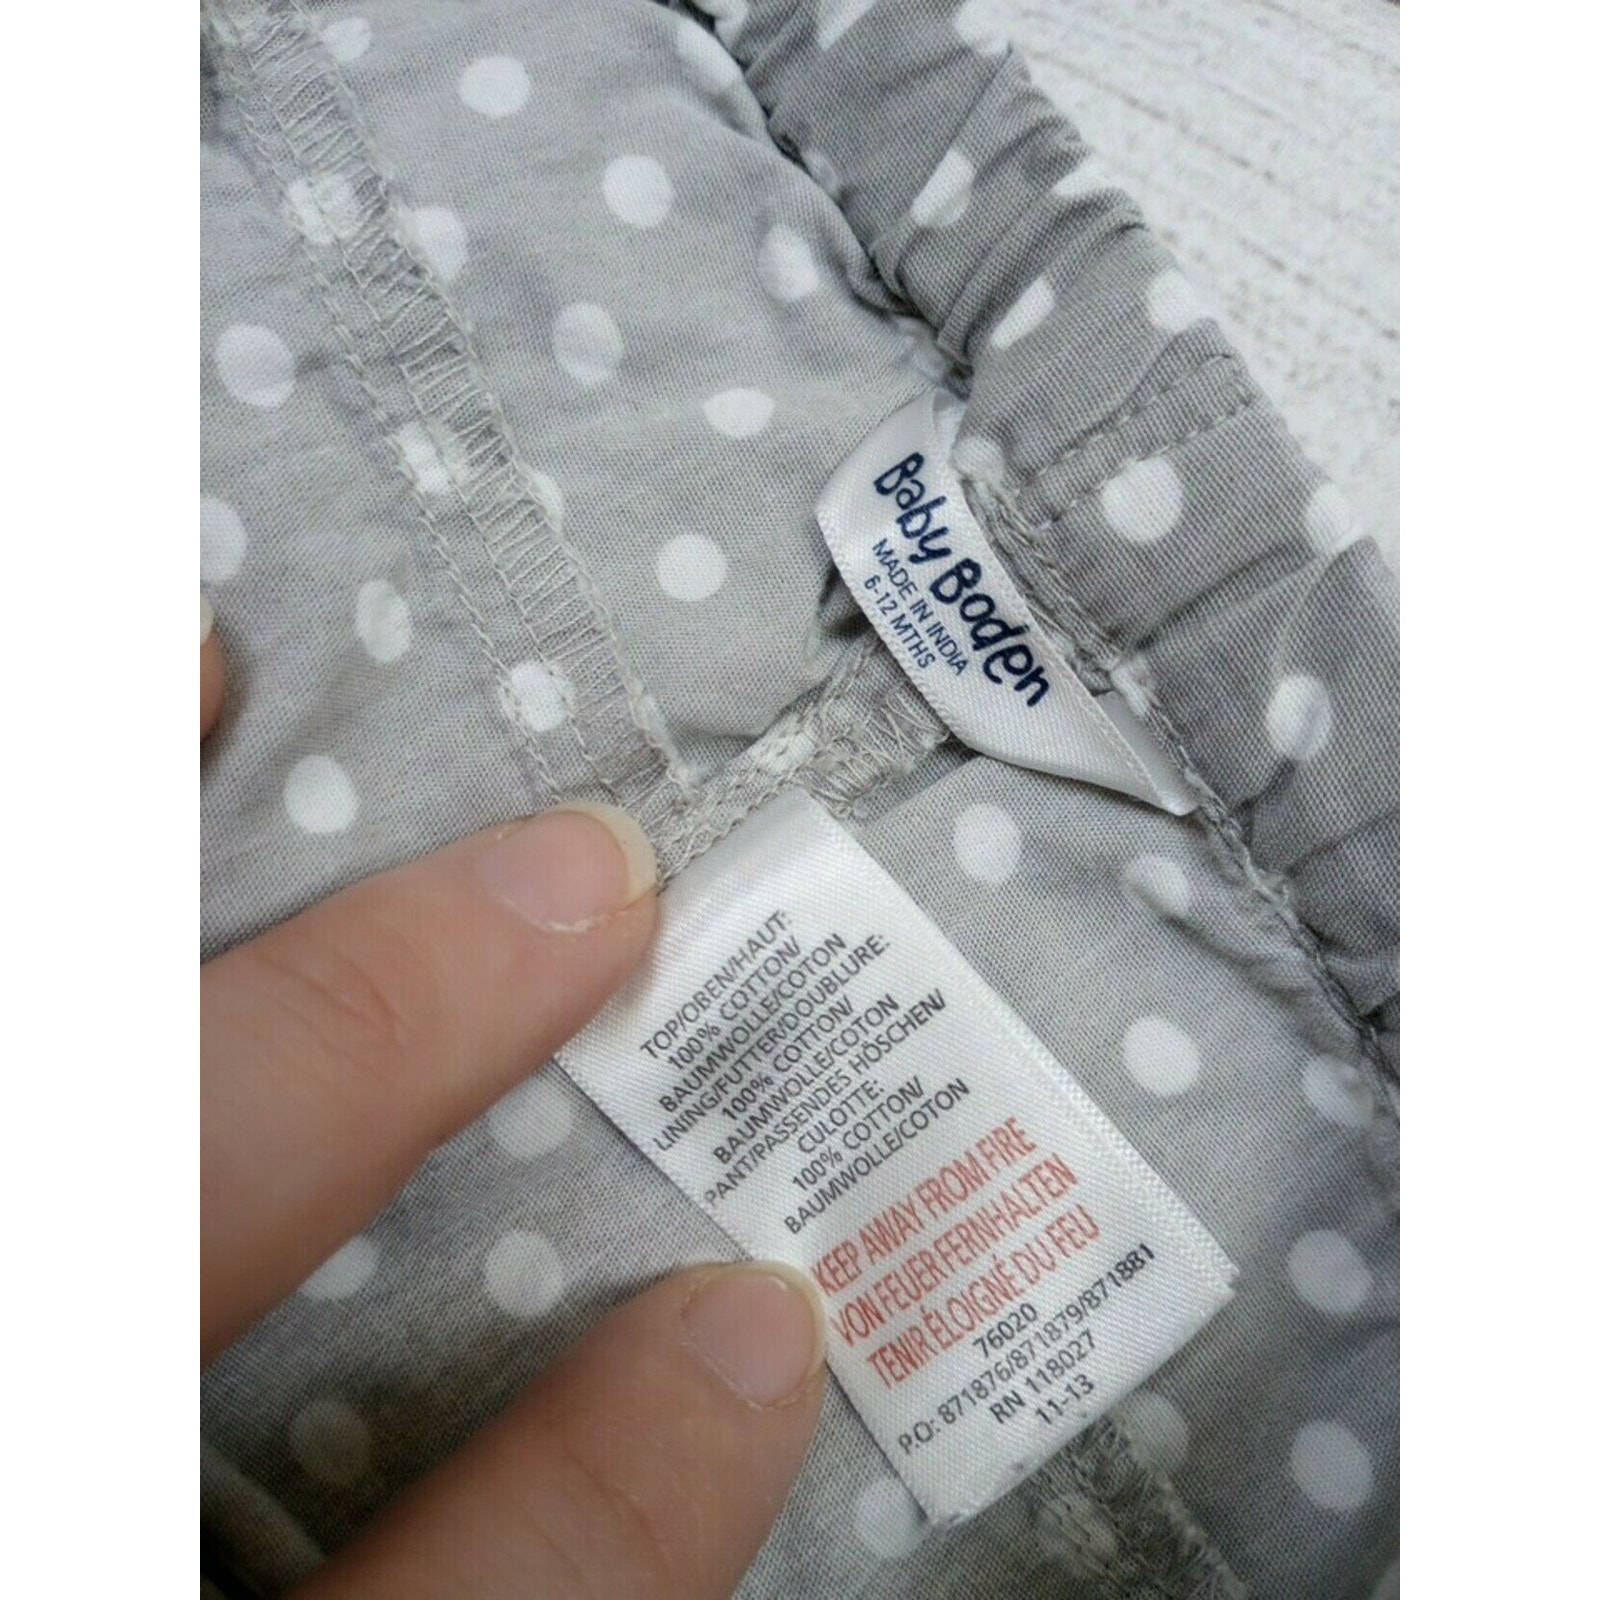 Baby Boden
MADE IN INDIA
6-12 MTHS
TOP/OBEN/HAUT:
100% COTTON/
BAUMWOLLE/COTON
LINING/FUTTER/DOUBLURE:
100% COTTON/
BAUMWOLLE/COTON
PANT/PASSENDES HÖSCHEN/
CULOTTE:
100% COTTON/
BAUMWOLLE/COTON
KEEP AWAY FROM FIRE
VON FEUER FERNHALTEN
TENIR ÉLOIGNÉ DU FEU
76020
P.O: 871876/871879/871881
RN 118027
11-13